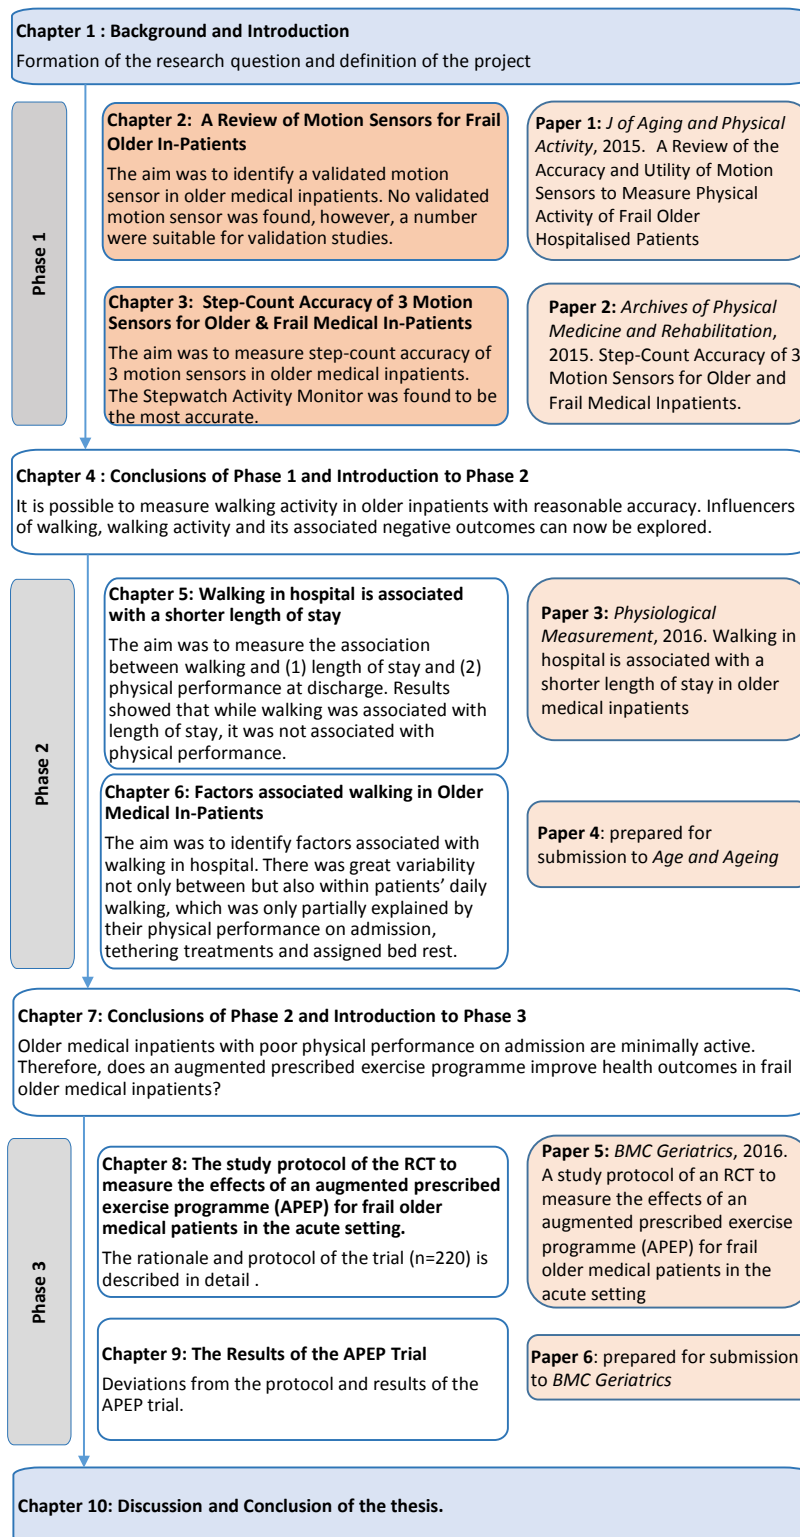 Chapter 1 : Background and Introduction
Formation of the research question and definition of the project
Phase 1
Chapter 2:  A Review of Motion Sensors for Frail
Older In-Patients
The aim was to identify a validated motion
sensor in older medical inpatients. No validated
motion sensor was found, however, a number
were suitable for validation studies.
Paper 1: J of Aging and Physical
Activity, 2015.  A Review of the
Accuracy and Utility of Motion
Sensors to Measure Physical
Activity of Frail Older
Hospitalised Patients
Chapter 3:  Step-Count Accuracy of 3 Motion
Sensors for Older & Frail Medical In-Patients
The aim was to measure step-count accuracy of
3 motion sensors in older medical inpatients.
The Stepwatch Activity Monitor was found to be
the most accurate.
Paper 2: Archives of Physical
Medicine and Rehabilitation,
2015. Step-Count Accuracy of 3
Motion Sensors for Older and
Frail Medical Inpatients.
Chapter 4 : Conclusions of Phase 1 and Introduction to Phase 2
It is possible to measure walking activity in older inpatients with reasonable accuracy. Influencers
of walking, walking activity and its associated negative outcomes can now be explored.
Phase 2
Chapter 5: Walking in hospital is associated
with a shorter length of stay
The aim was to measure the association
between walking and (1) length of stay and (2)
physical performance at discharge. Results
showed that while walking was associated with
length of stay, it was not associated with
physical performance.
Paper 3: Physiological
Measurement, 2016. Walking in
hospital is associated with a
shorter length of stay in older
medical inpatients
Chapter 6: Factors associated walking in Older
Medical In-Patients
The aim was to identify factors associated with
walking in hospital. There was great variability
not only between but also within patients’ daily
walking, which was only partially explained by
their physical performance on admission,
tethering treatments and assigned bed rest.
Paper 4: prepared for
submission to Age and Ageing
Chapter 7: Conclusions of Phase 2 and Introduction to Phase 3
Older medical inpatients with poor physical performance on admission are minimally active.
Therefore, does an augmented prescribed exercise programme improve health outcomes in frail
older medical inpatients?
Phase 3
Chapter 8: The study protocol of the RCT to
measure the effects of an augmented prescribed
exercise programme (APEP) for frail older
medical patients in the acute setting.
The rationale and protocol of the trial (n=220) is
described in detail .
Paper 5: BMC Geriatrics, 2016.
A study protocol of an RCT to
measure the effects of an
augmented prescribed exercise
programme (APEP) for frail
older medical patients in the
acute setting
Chapter 9: The Results of the APEP Trial
Deviations from the protocol and results of the
APEP trial.
Paper 6: prepared for submission
to BMC Geriatrics
Chapter 10: Discussion and Conclusion of the thesis.